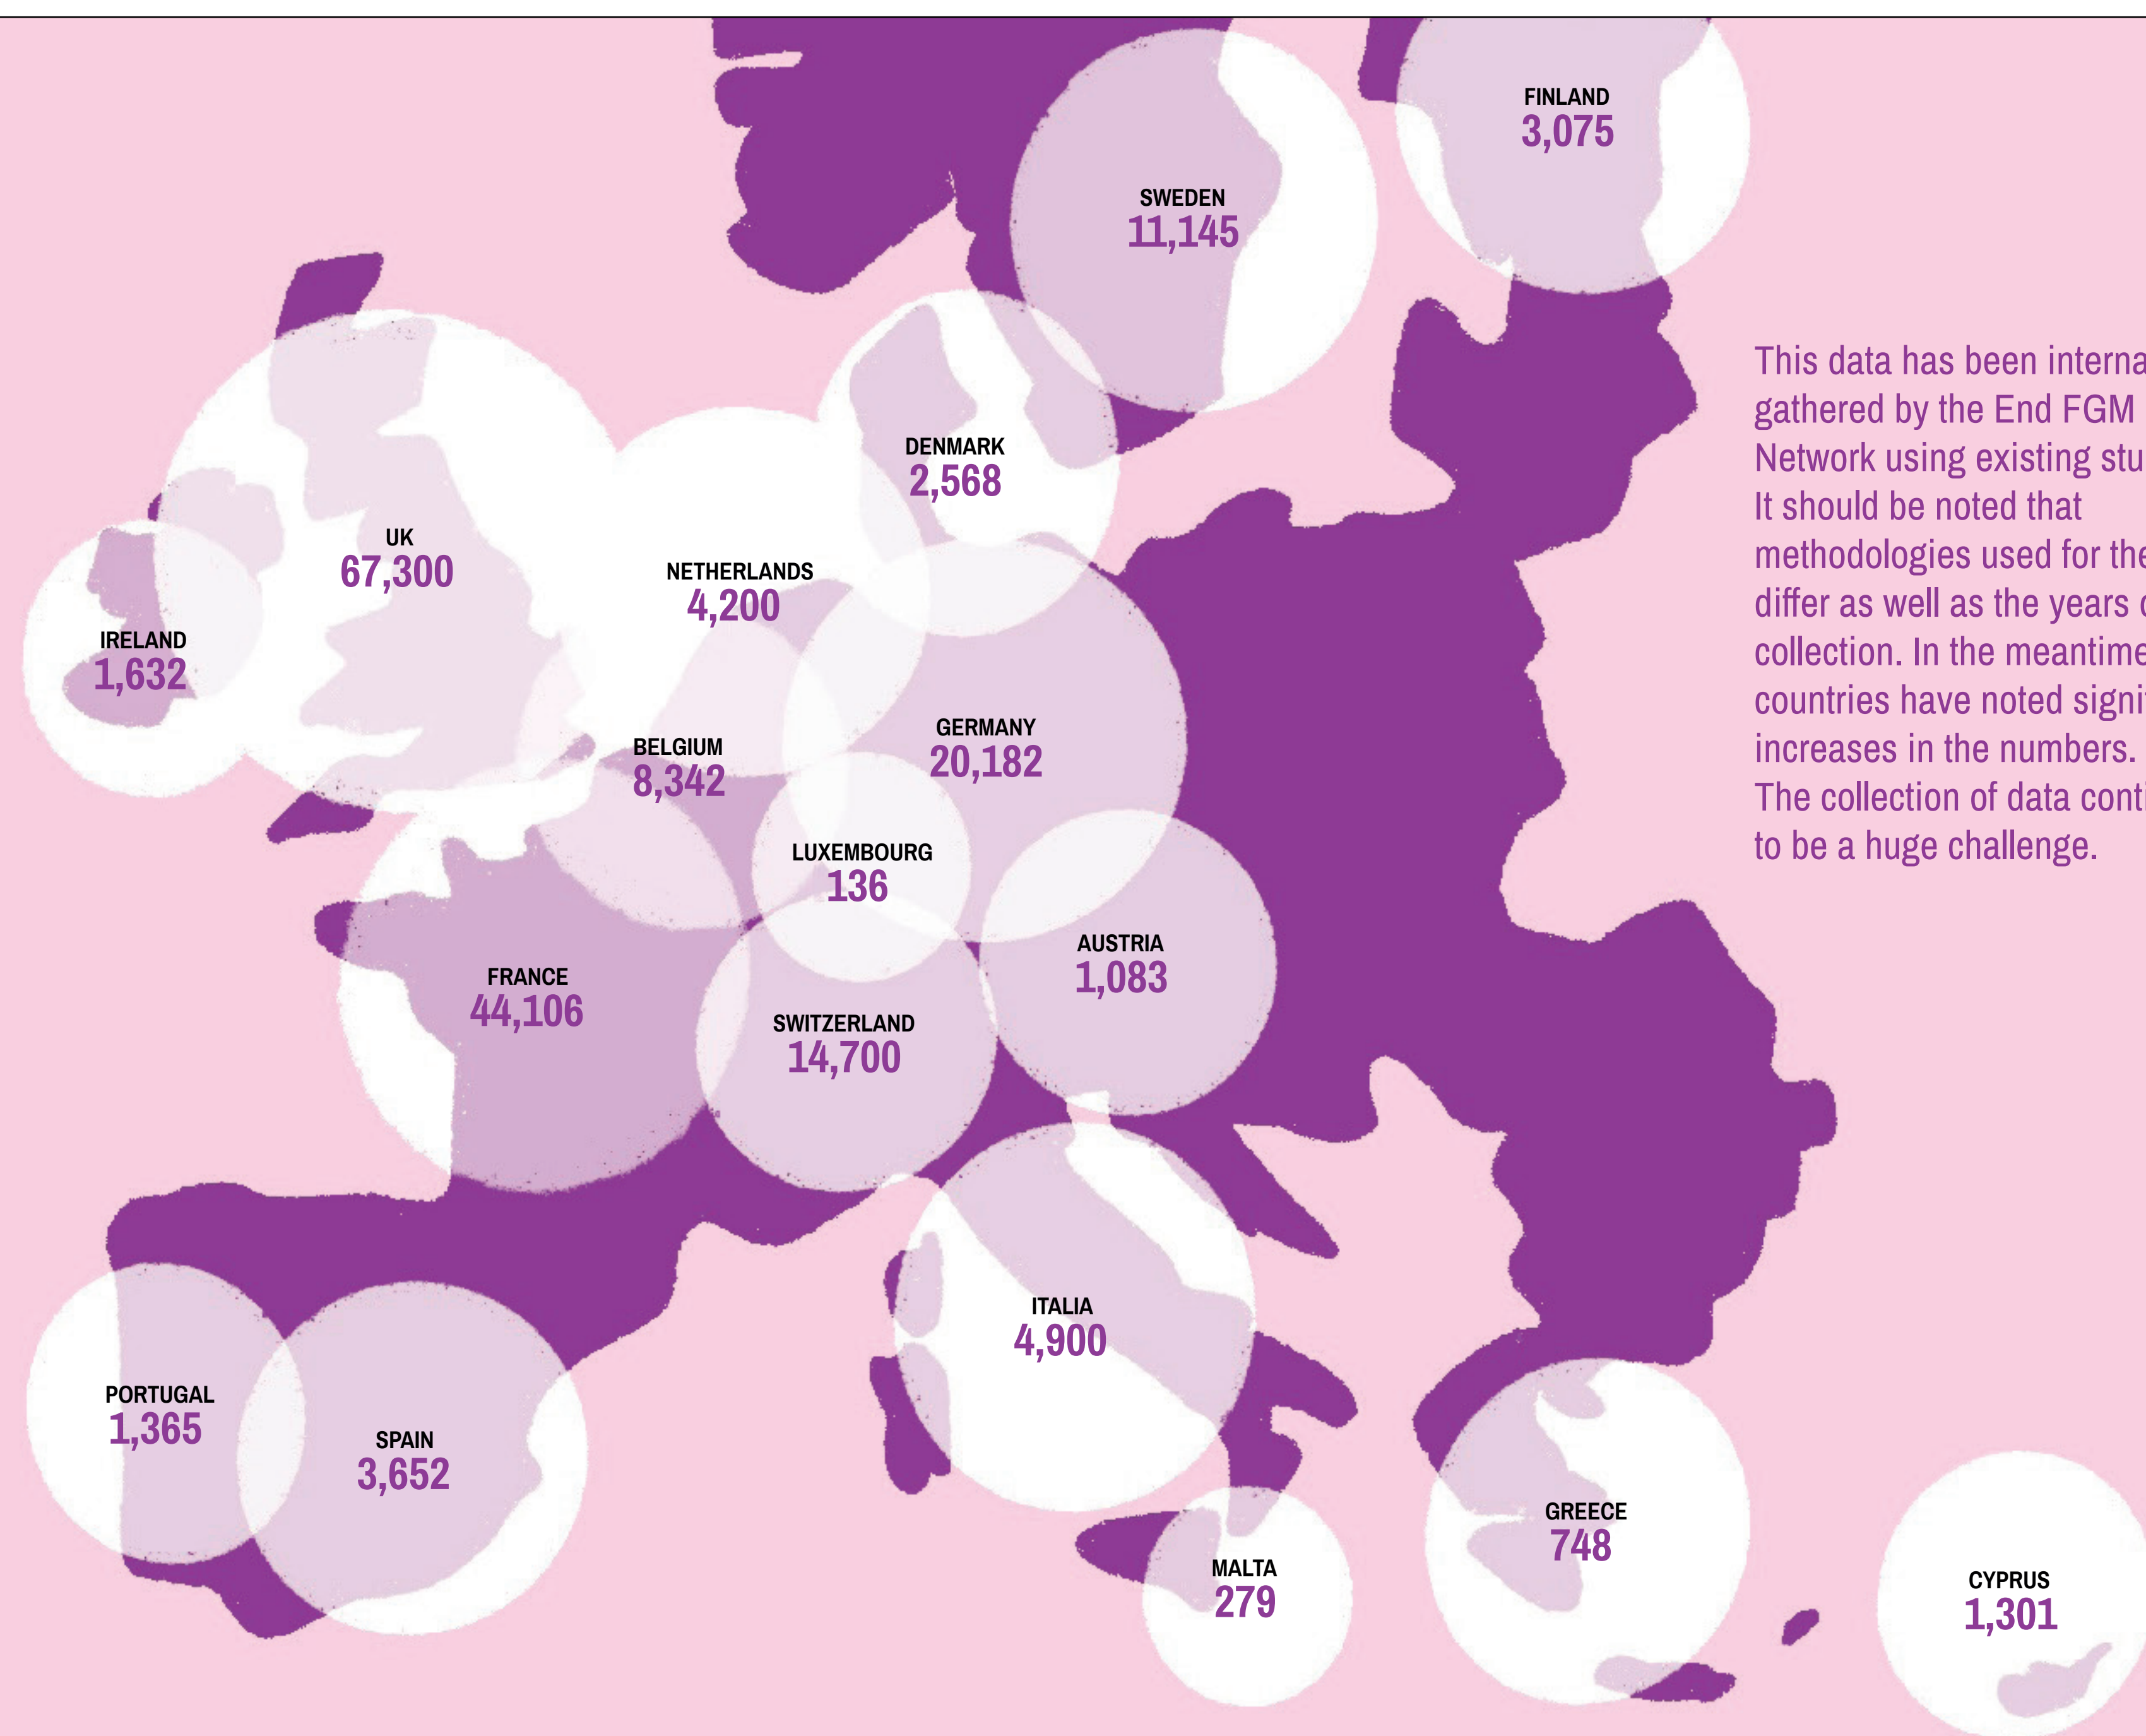 FINLAND
3,075
SWEDEN
11,145
DENMARK
2,568
UK
67,300
NETHERLANDS
4,200
IRELAND
1,632
BELGIUM
8,342
GERMANY
20,182
LUXEMBOURG
136
AUSTRIA
1,083
FRANCE
44,106
SWITZERLAND
14,700
ITALIA
4,900
PORTUGAL
1,365
SPAIN
3,652
MALTA
279
GREECE
748
CYPRUS
1,301
This data has been
gathered by the End FGM
Network using existing
It should be noted that
methodologies used for
differ as well as the years
collection. In the meantime
countries have noted
increases in the numbers.
The collection of data
to be a huge challenge.